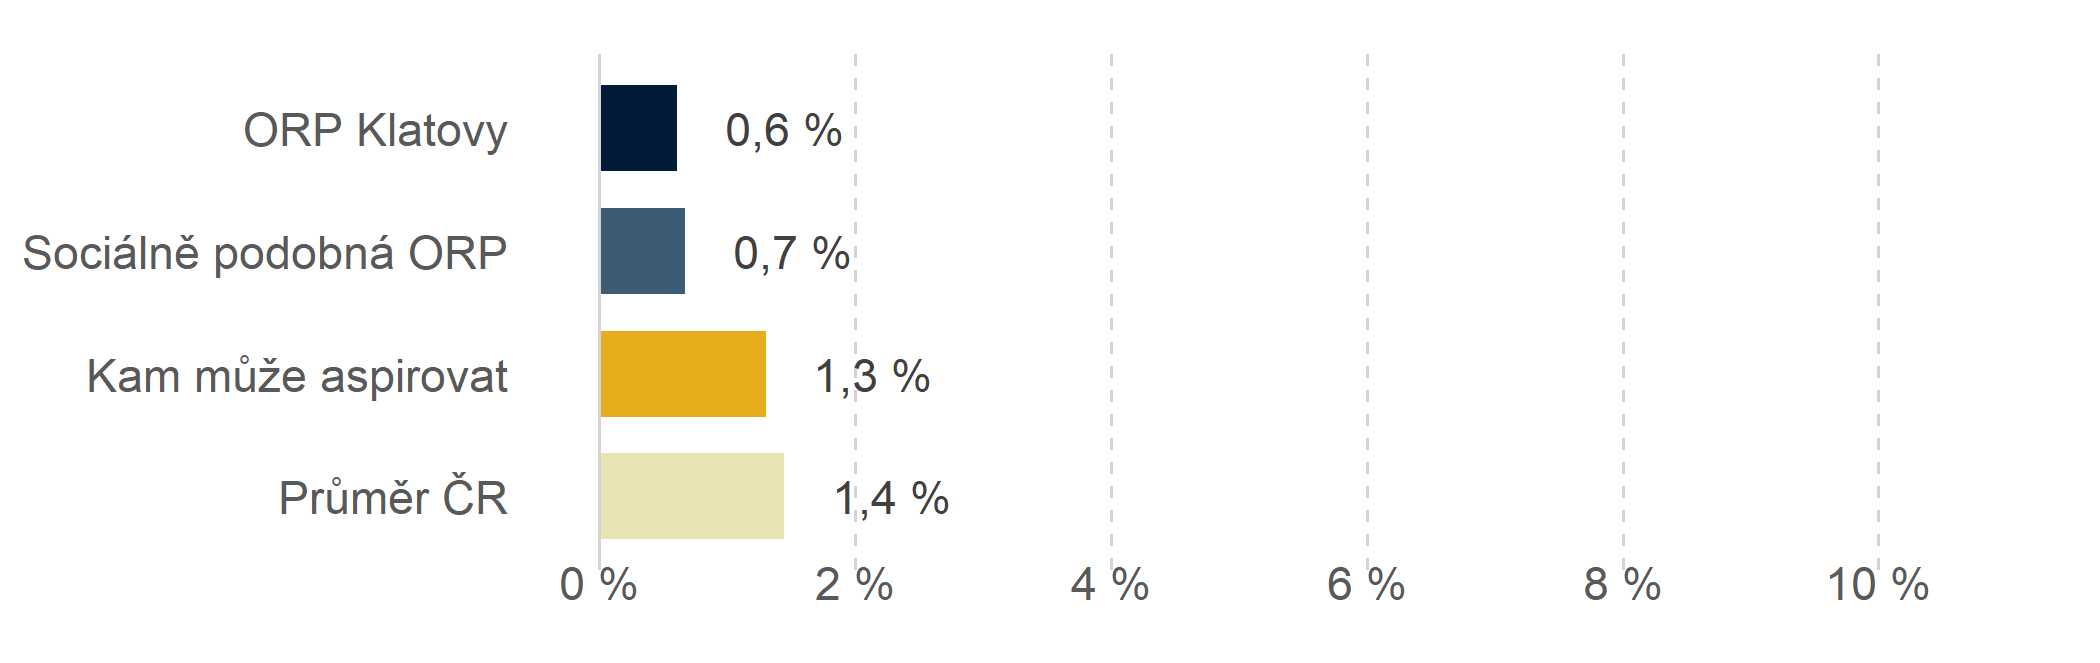 ORP Klatovy 0,6 %
Sociálně podobná ORP 0,7 %
Kam může aspirovat 1,3 %
Průměr ČR 1,4 %
0 % 2 % 4 % 6 % 8 % 10 %